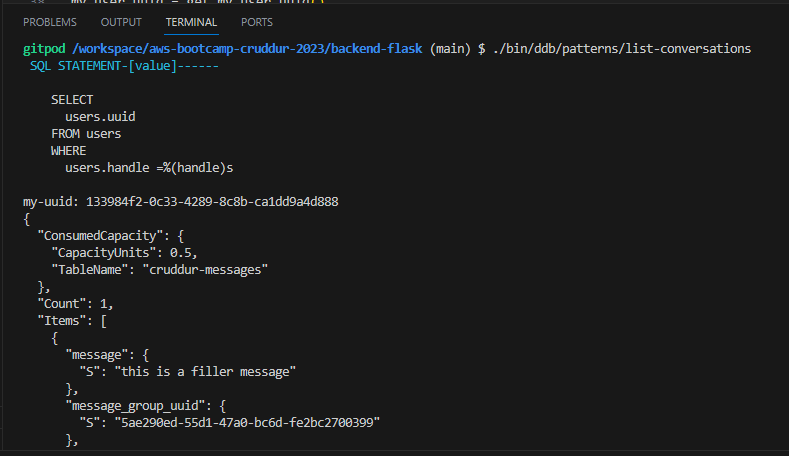 PROBLEMS OUTPUT TERMINAL PORTS
gitpod /workspace/aws-bootcamp-cruddur-2023/backend-flask (main) $ ./bin/ddb/patterns/list-conversations
SQL STATEMENT-[value]------
SELECT
users.uuid
FROM users
WHERE
users.handle =%(handle)s
my-uuid: 133984f2-0c33-4289-8c8b-ca1dd9a4d888
{
"ConsumedCapacity": {
"CapacityUnits": 0.5,
"TableName": "cruddur-messages"
},
"Count": 1,
"Items": [
{
"message": {
"S": "this is a filler message"
},
"message_group_uuid": {
"S": "5ae290ed-55d1-47a0-bc6d-fe2bc2700399"
},